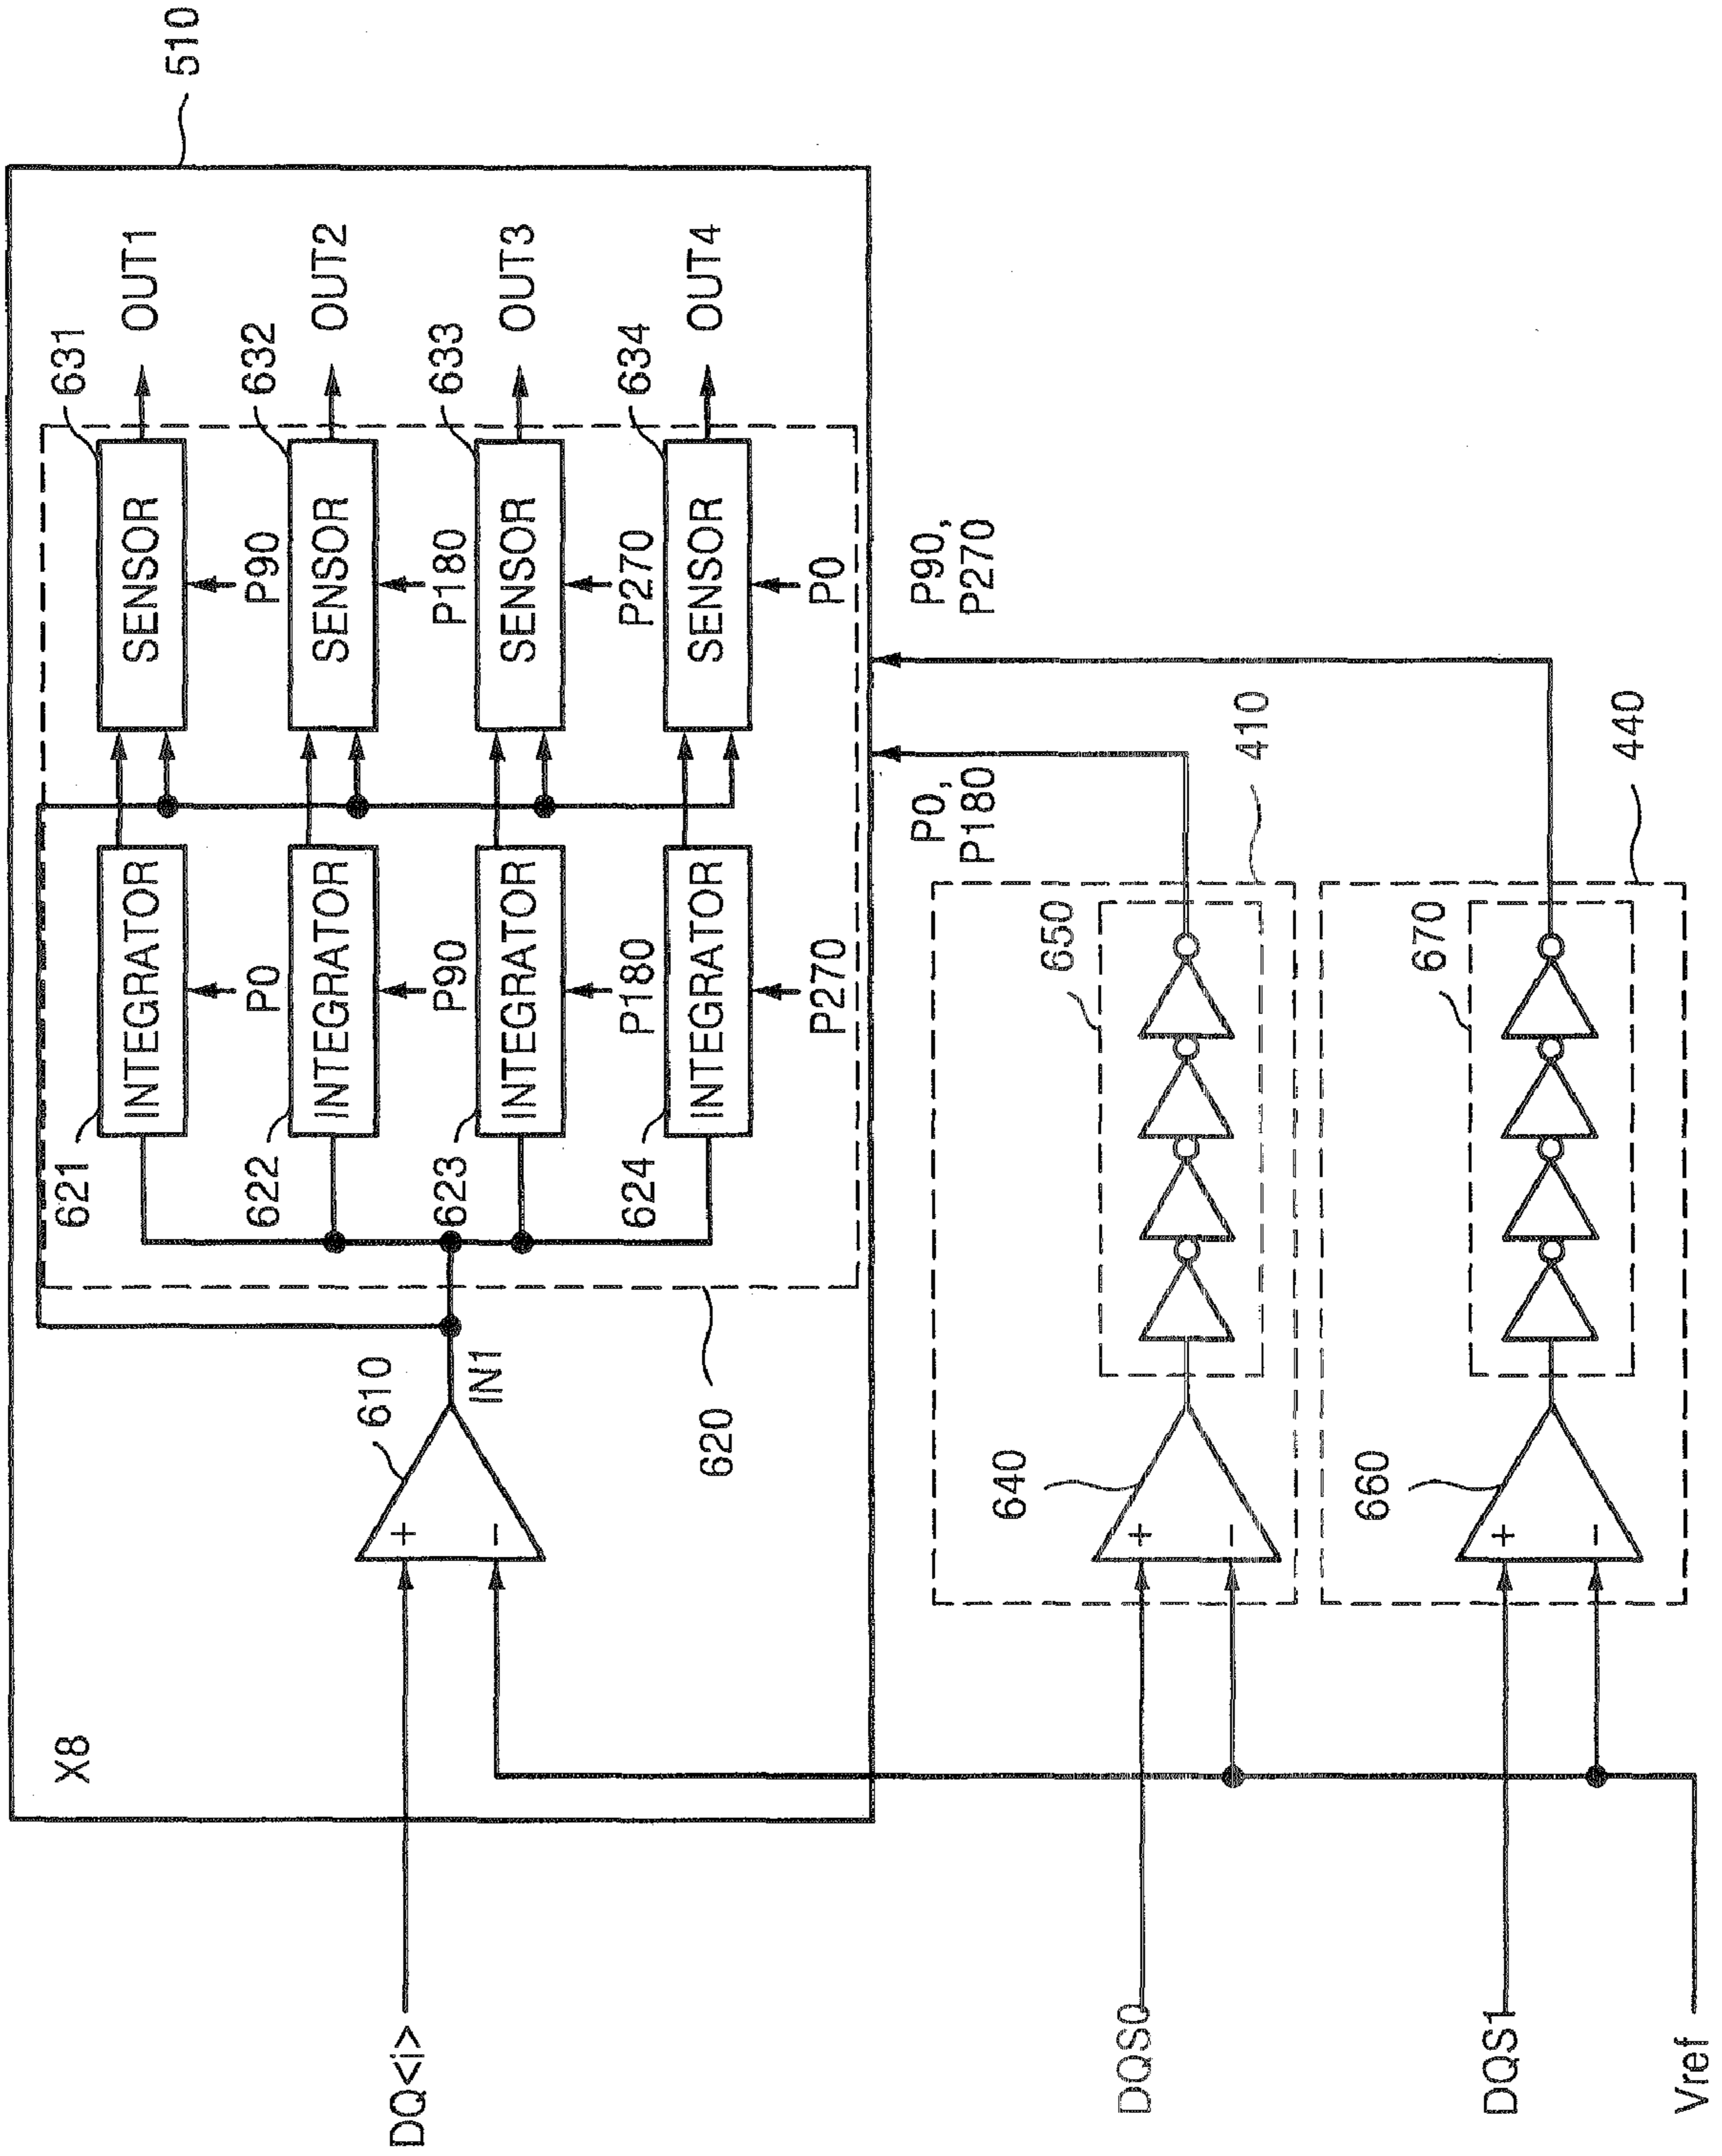 510
X8
621
INTEGRATOR
P0
631
SENSOR
P90
OUT1
622
INTEGRATOR
P90
632
SENSOR
P180
OUT2
623
INTEGRATOR
P180
633
SENSOR
P270
OUT3
624
INTEGRATOR
P270
634
SENSOR
P0
OUT4
610
+
-
IN1
620
DQ<i>
P0,
P180
P90,
P270
410
650
640
+
-
DQS0
440
670
660
+
-
DQS1
Vref